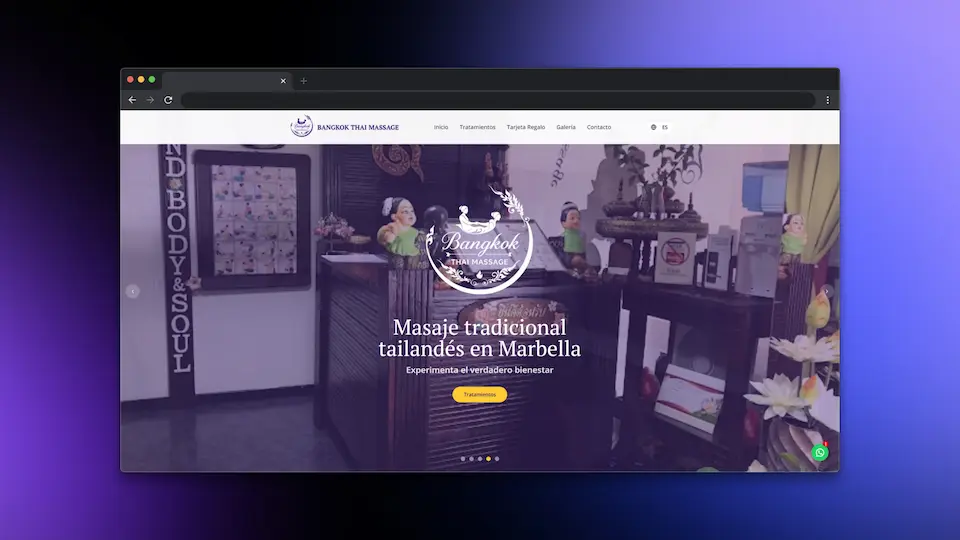 BANGKOK THAI MASSAGE
Inicio
Tratamientos
Tarjeta Regalo
Galería
Contacto
ES
ND BODY & SOUL
Bangkok
THAI MASSAGE
Masaje tradicional
tailandés en Marbella
Experimenta el verdadero bienestar
Tratamientos